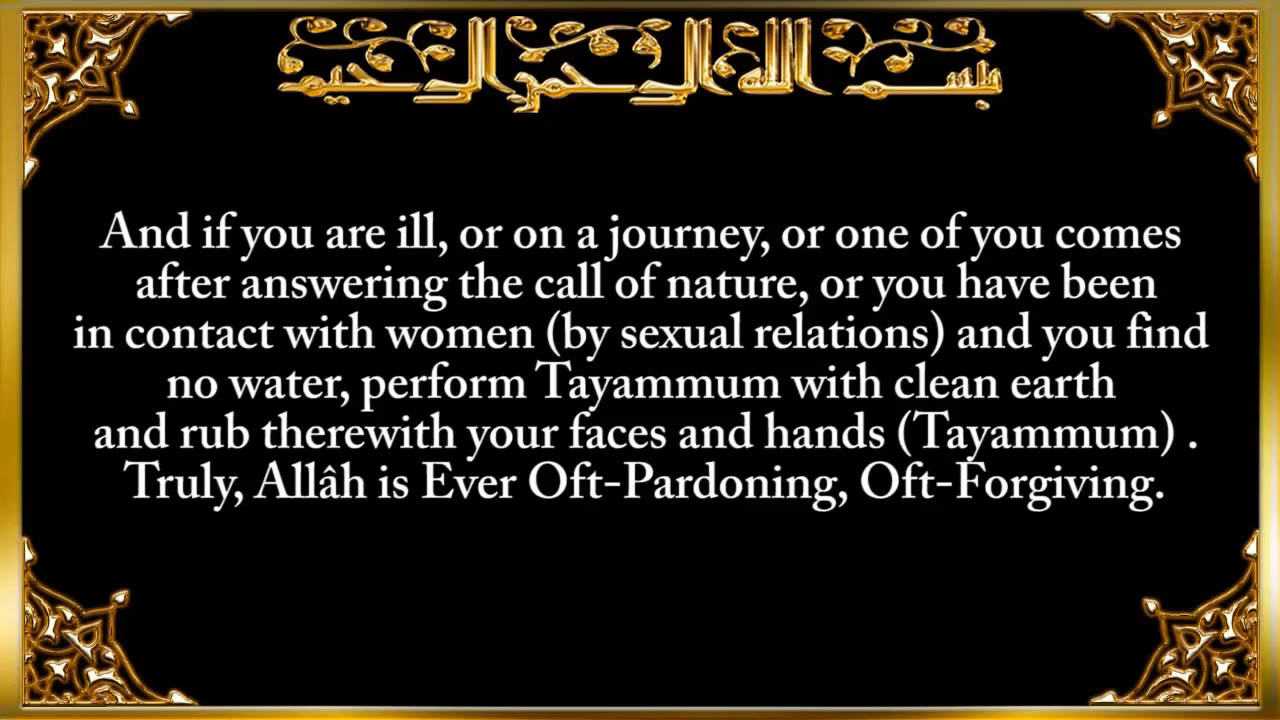 بسم الله الرحمن الرحيم
And if you are ill, or on a journey, or one of you comes
after answering the call of nature, or you have been
in contact with women (by sexual relations) and you find
no water, perform Tayammum with clean earth
and rub therewith your faces and hands (Tayammum) .
Truly, Allâh is Ever Oft-Pardoning, Oft-Forgiving.